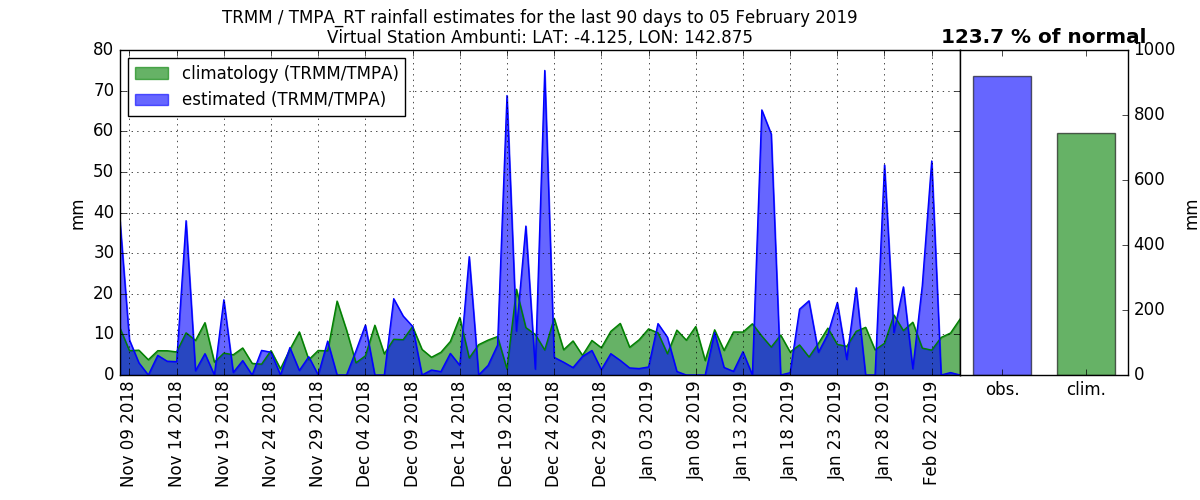 TRMM / TMPA_RT rainfall estimates for the last 90 days to 05 February 2019
Virtual Station Ambunti: LAT: -4.125, LON: 142.875
123.7 % of normal
climatology (TRMM/TMPA)
estimated (TRMM/TMPA)
mm
80
70
60
50
40
30
20
10
0
Nov 09 2018
Nov 14 2018
Nov 19 2018
Nov 24 2018
Nov 29 2018
Dec 04 2018
Dec 09 2018
Dec 14 2018
Dec 19 2018
Dec 24 2018
Dec 29 2018
Jan 03 2019
Jan 08 2019
Jan 13 2019
Jan 18 2019
Jan 23 2019
Jan 28 2019
Feb 02 2019
obs.
clim.
1000
800
600
400
200
0
mm